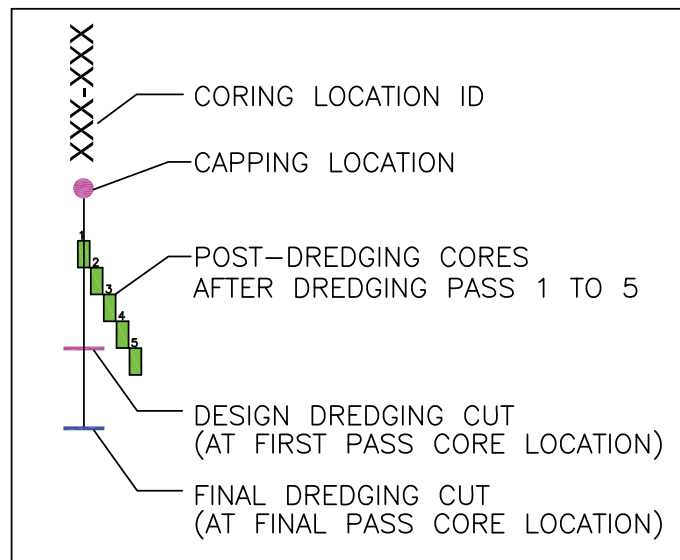 XXX-XXX
CORING LOCATION ID
CAPPING LOCATION
1
2
3
4
5
POST-DREDGING CORES
AFTER DREDGING PASS 1 TO 5
DESIGN DREDGING CUT
(AT FIRST PASS CORE LOCATION)
FINAL DREDGING CUT
(AT FINAL PASS CORE LOCATION)